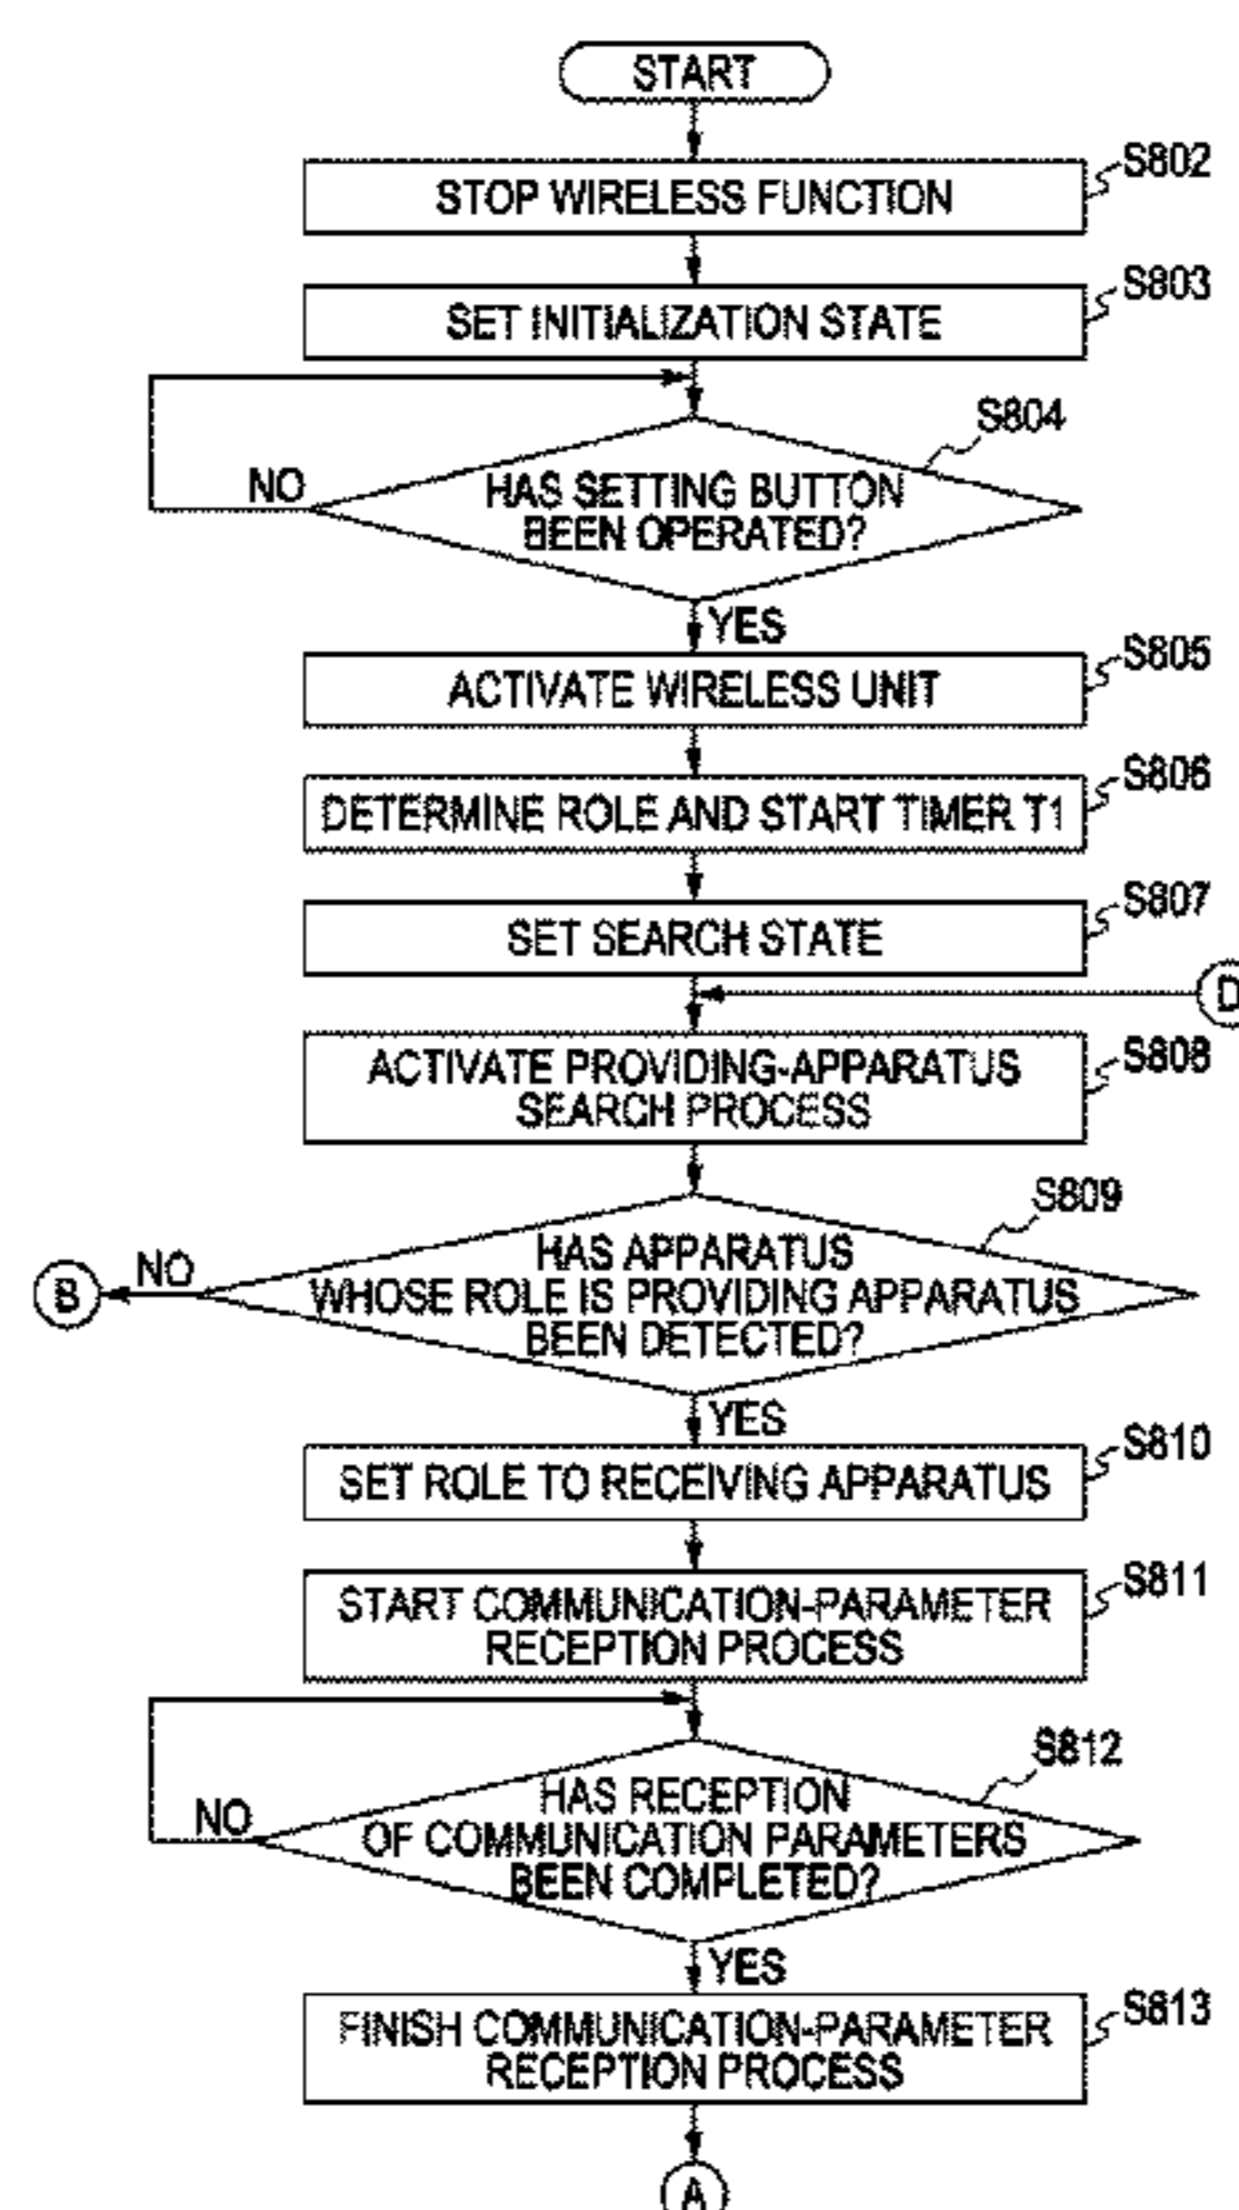 START
S802
STOP WIRELESS FUNCTION
S803
SET INITIALIZATION STATE
S804
NO
HAS SETTING BUTTON
BEEN OPERATED?
YES
S805
ACTIVATE WIRELESS UNIT
S806
DETERMINE ROLE AND START TIMER T1
S807
SET SEARCH STATE
D
S808
ACTIVATE PROVIDING-APPARATUS
SEARCH PROCESS
S809
HAS APPARATUS
B
NO
WHOSE ROLE IS PROVIDING APPARATUS
BEEN DETECTED?
YES
S810
SET ROLE TO RECEIVING APPARATUS
S811
START COMMUNICATION-PARAMETER
RECEPTION PROCESS
S812
HAS RECEPTION
NO
OF COMMUNICATION PARAMETERS
BEEN COMPLETED?
YES
S813
FINISH COMMUNICATION-PARAMETER
RECEPTION PROCESS
A